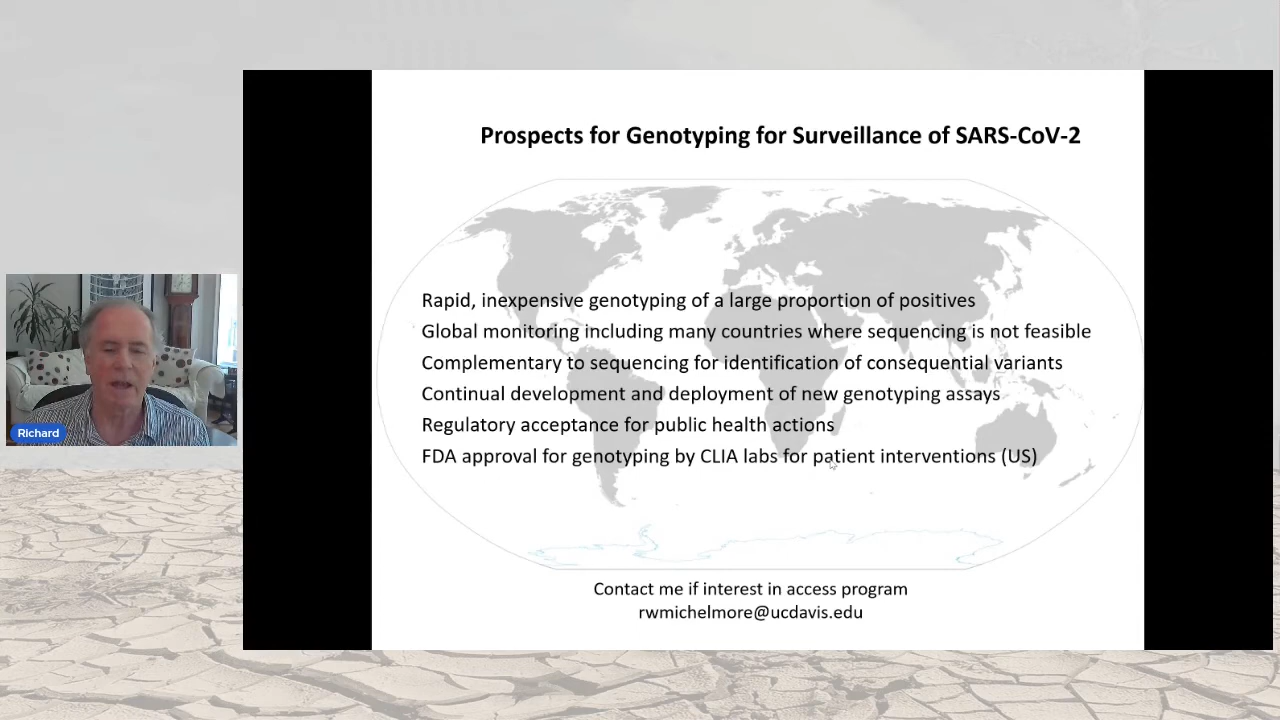 Prospects for Genotyping for Surveillance of SARS-CoV-2
Rapid, inexpensive genotyping of a large proportion of positives
Global monitoring including many countries where sequencing is not feasible
Complementary to sequencing for identification of consequential variants
Continual development and deployment of new genotyping assays
Regulatory acceptance for public health actions
FDA approval for genotyping by CLIA labs for patient interventions (US)
Contact me if interest in access program
rwmichelmore@ucdavis.edu
Richard